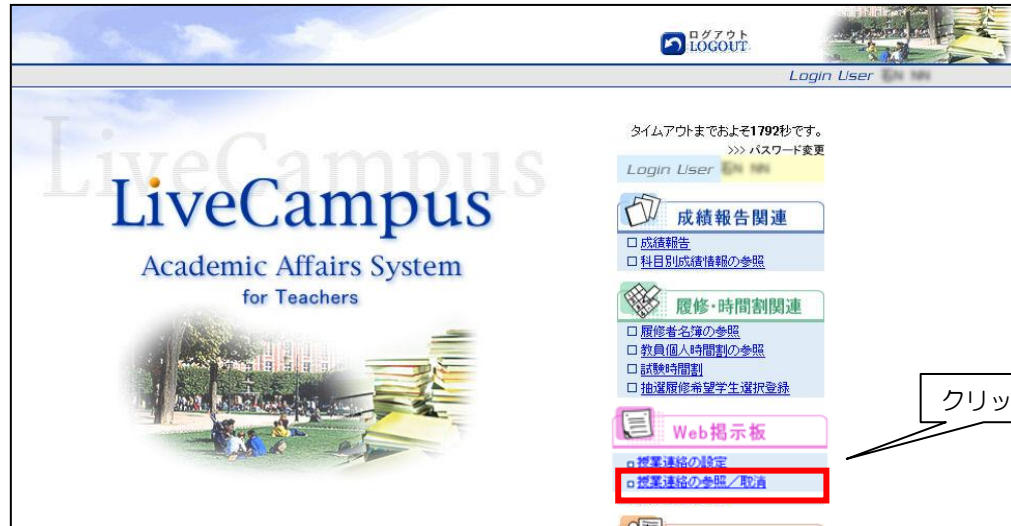 ログアウト
LOGOUT
Login User
タイムアウトまでおよそ1792秒です。
>>> パスワード変更
Login User
LiveCampus
LiveCampus
Academic Affairs System
for Teachers
成績報告関連
成績報告
科目別成績情報の参照
履修・時間割関連
履修者名簿の参照
教員個人時間割の参照
試験時間割
抽選履修希望学生選択登録
クリッ
Web掲示板
授業連絡の設定
授業連絡の参照／取消